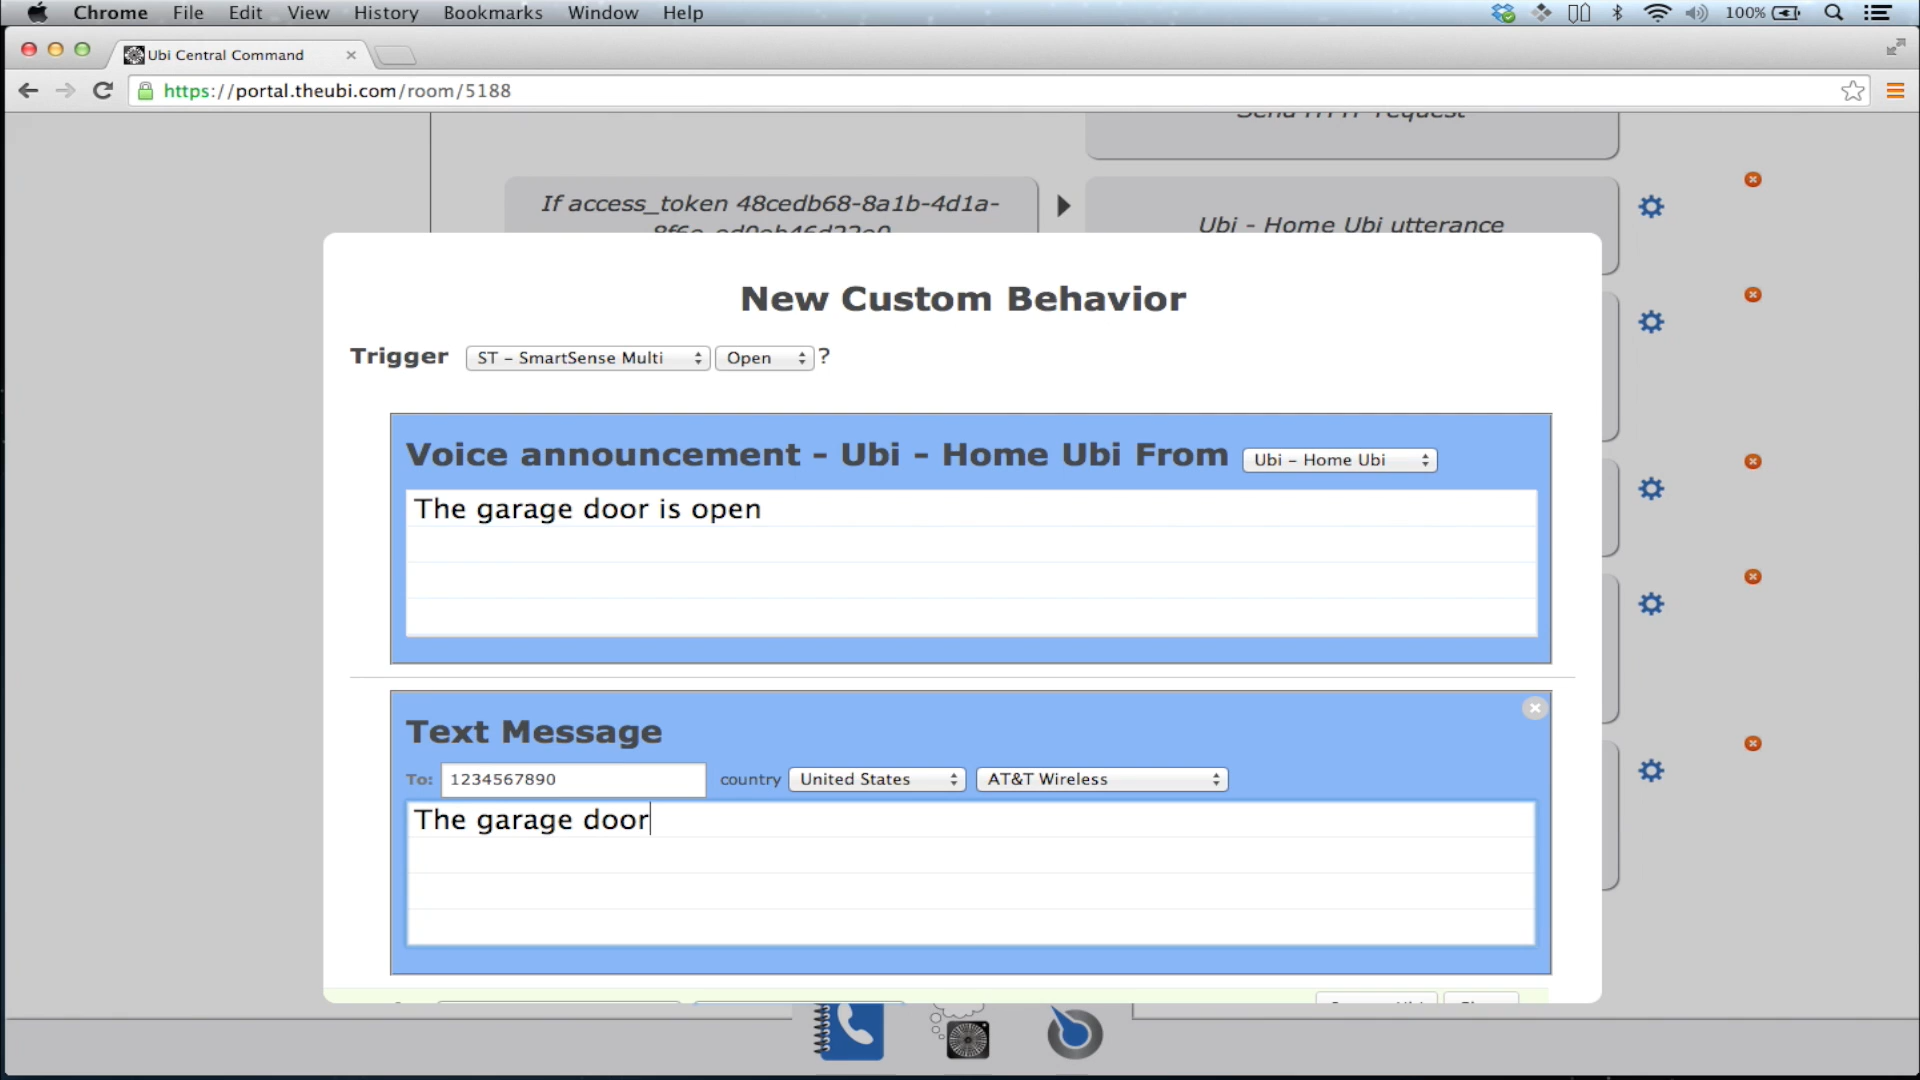 Chrome File Edit View History Bookmarks Window Help 100%
Ubi Central Command
https://portal.theubi.com/room/5188
Send HTTP request
If access_token 48cedb68-8a1b-4d1a-
Ubi - Home Ubi utterance
New Custom Behavior
Trigger ST - SmartSense Multi Open ?
Voice announcement - Ubi - Home Ubi From Ubi - Home Ubi
The garage door is open
Text Message
To: 1234567890 country United States AT&T Wireless
The garage door